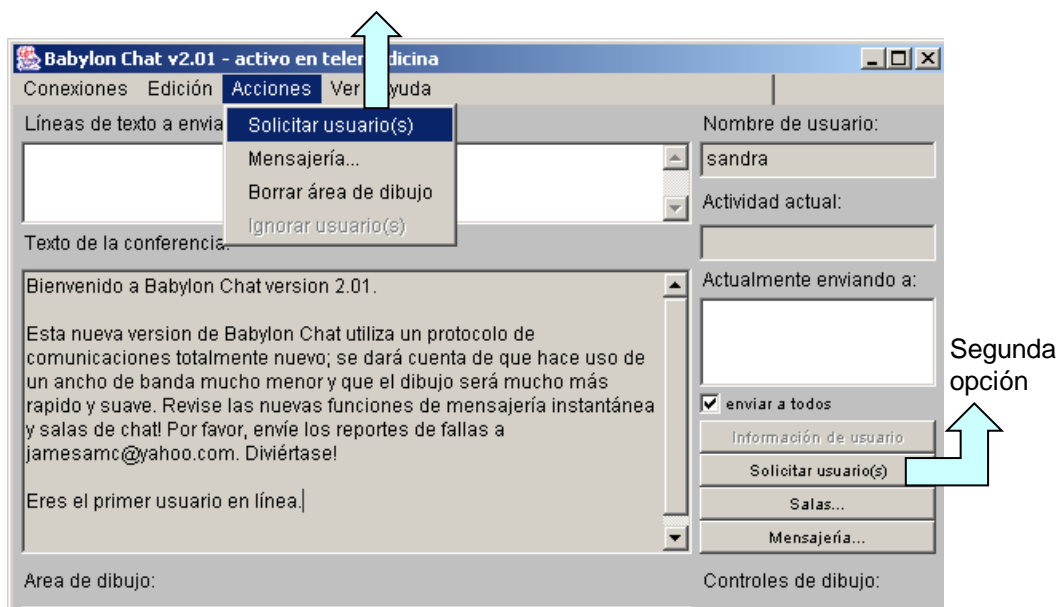 Babylon Chat v2.01 - activo en telemedicina
Conexiones Edición Acciones Ver Ayuda
Líneas de texto a envia
Solicitar usuario(s)
Mensajería...
Borrar área de dibujo
Ignorar usuario(s)
Nombre de usuario:
sandra
Actividad actual:
Texto de la conferencia:
Bienvenido a Babylon Chat version 2.01.
Esta nueva version de Babylon Chat utiliza un protocolo de
comunicaciones totalmente nuevo; se dará cuenta de que hace uso de
un ancho de banda mucho menor y que el dibujo será mucho más
rapido y suave. Revise las nuevas funciones de mensajería instantánea
y salas de chat! Por favor, envíe los reportes de fallas a
jamesamc@yahoo.com. Diviértase!
Eres el primer usuario en línea.
Actualmente enviando a:
enviar a todos
Información de usuario
Solicitar usuario(s)
Salas...
Mensajería...
Segunda
opción
Area de dibujo:
Controles de dibujo: